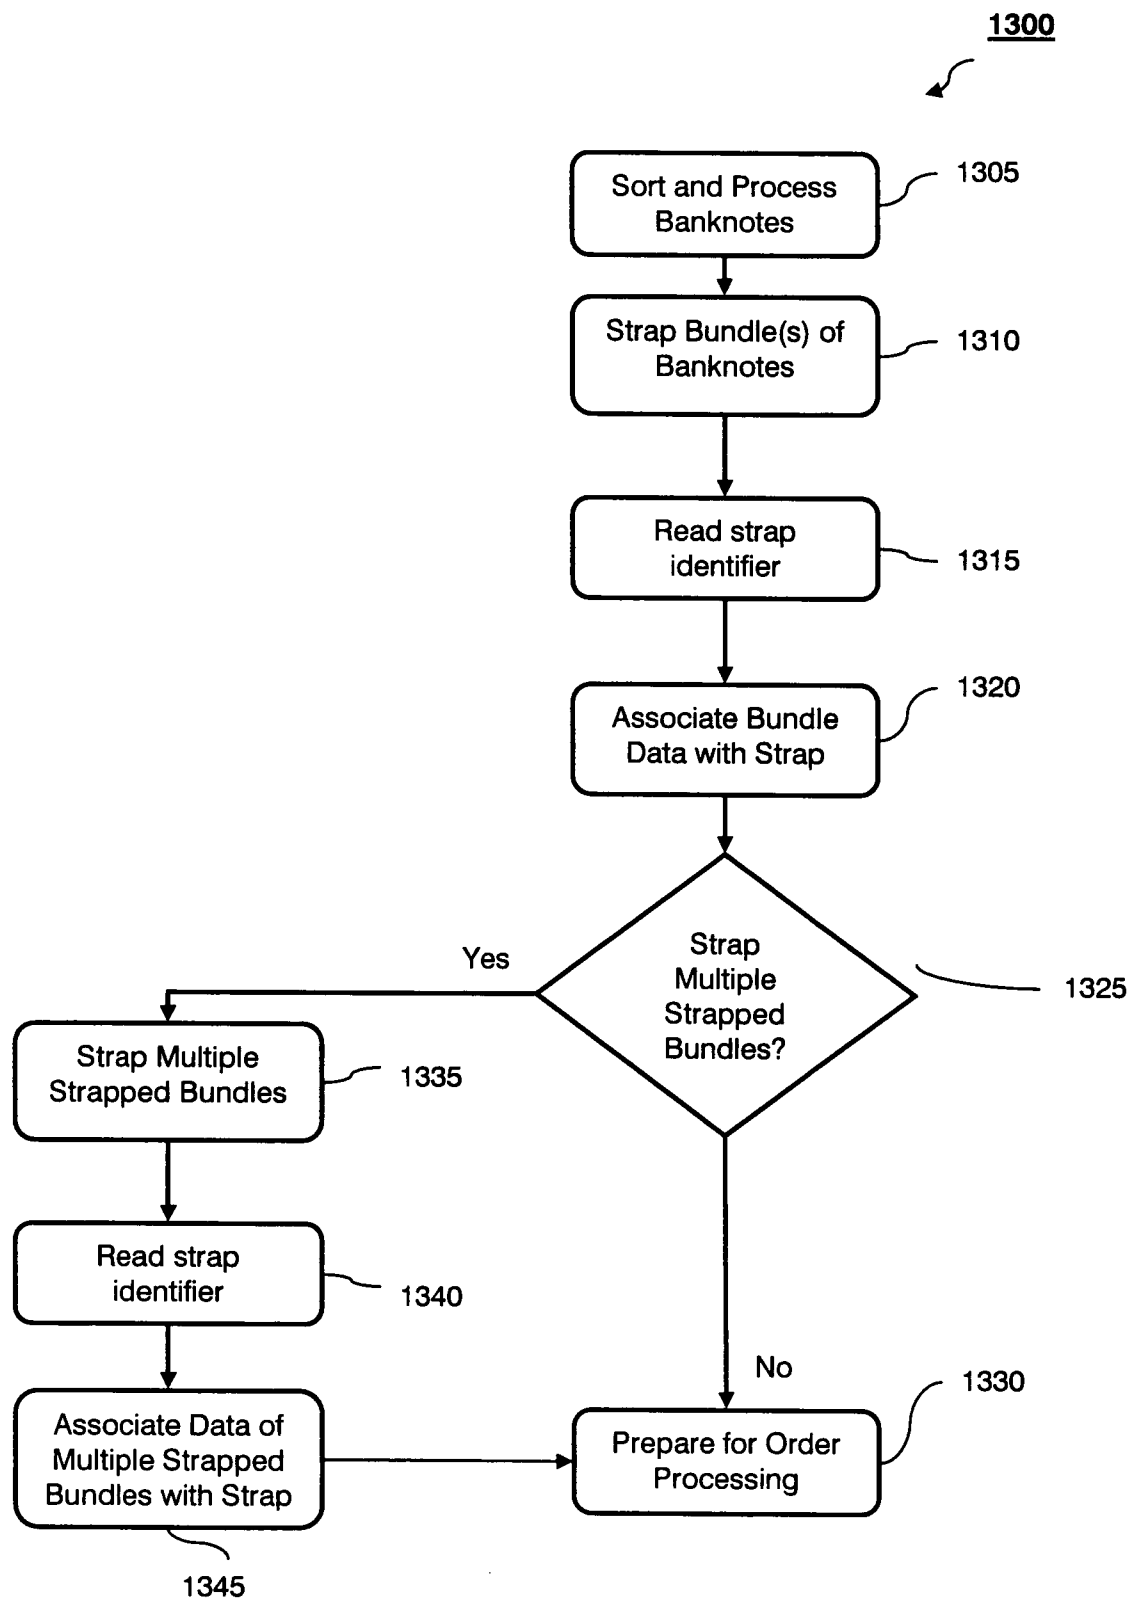 1300
Sort and Process
Banknotes
1305
Strap Bundle(s) of
Banknotes
1310
Read strap
identifier
1315
Associate Bundle
Data with Strap
1320
Strap
Multiple
Strapped
Bundles?
1325
Yes
Strap Multiple
Strapped Bundles
1335
Read strap
identifier
1340
Associate Data of
Multiple Strapped
Bundles with Strap
1345
No
Prepare for Order
Processing
1330